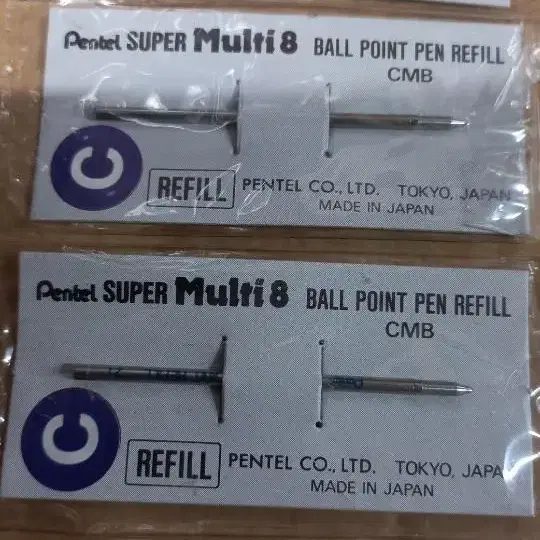 Pentel SUPER Multi 8 BALL POINT PEN REFILL
CMB
C
REFILL PENTEL CO., LTD. TOKYO, JAPAN
MADE IN JAPAN
Pentel SUPER Multi 8 BALL POINT PEN REFILL
CMB
C
REFILL PENTEL CO., LTD. TOKYO, JAPA
MADE IN JAPAN